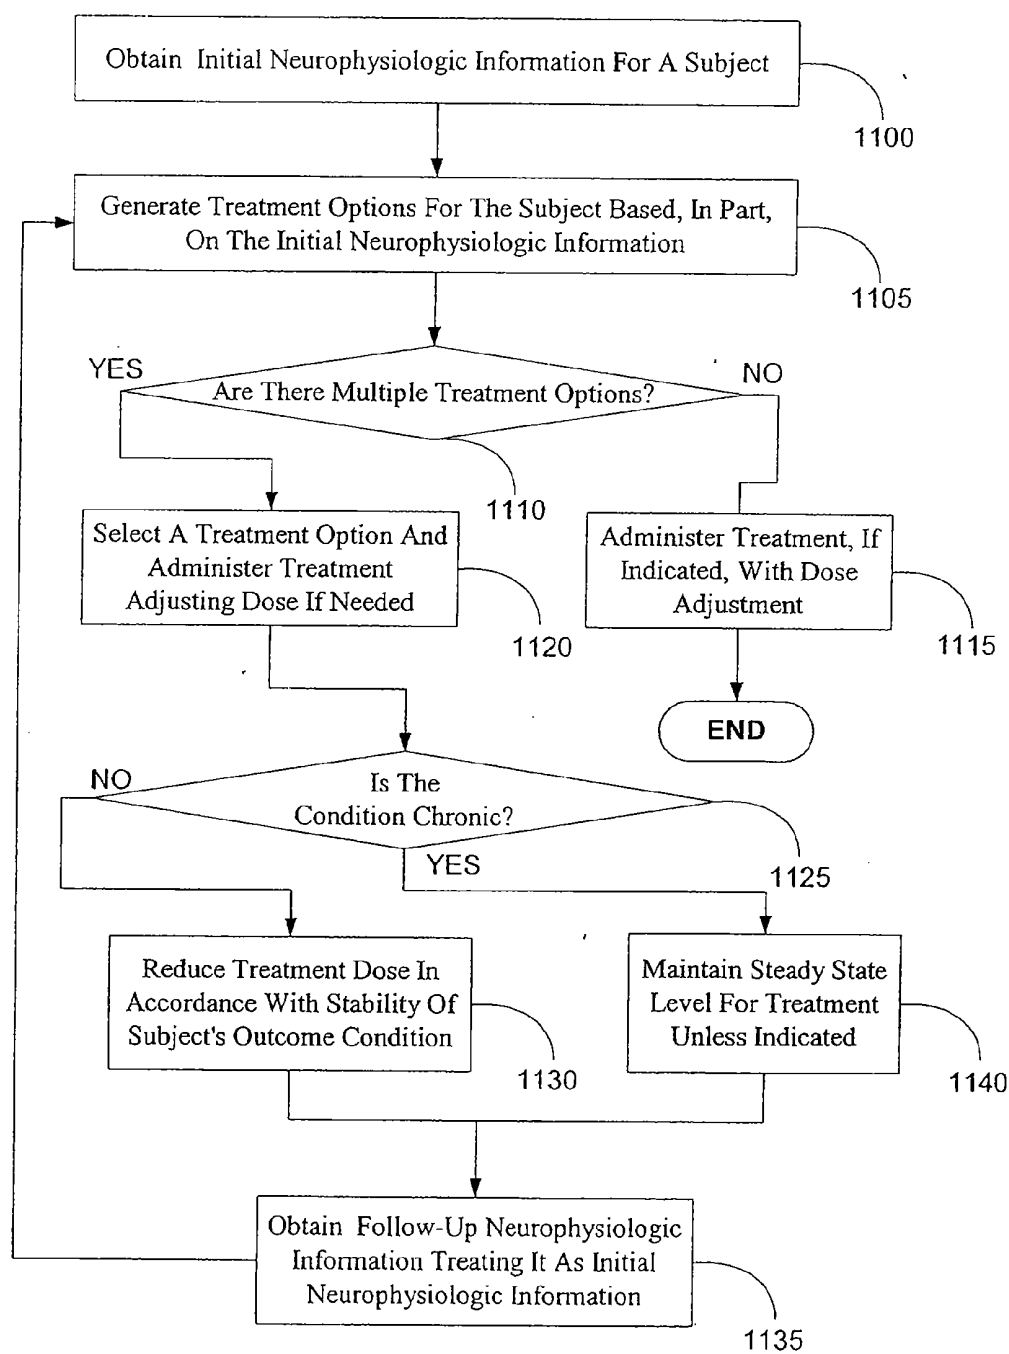 Obtain Initial Neurophysiologic Information For A Subject
1100
Generate Treatment Options For The Subject Based, In Part,
On The Initial Neurophysiologic Information
1105
YES
Are There Multiple Treatment Options?
NO
1110
Select A Treatment Option And
Administer Treatment
Adjusting Dose If Needed
1120
Administer Treatment, If
Indicated, With Dose
Adjustment
1115
END
NO
Is The
Condition Chronic?
YES
1125
Reduce Treatment Dose In
Accordance With Stability Of
Subject's Outcome Condition
1130
Maintain Steady State
Level For Treatment
Unless Indicated
1140
Obtain Follow-Up Neurophysiologic
Information Treating It As Initial
Neurophysiologic Information
1135